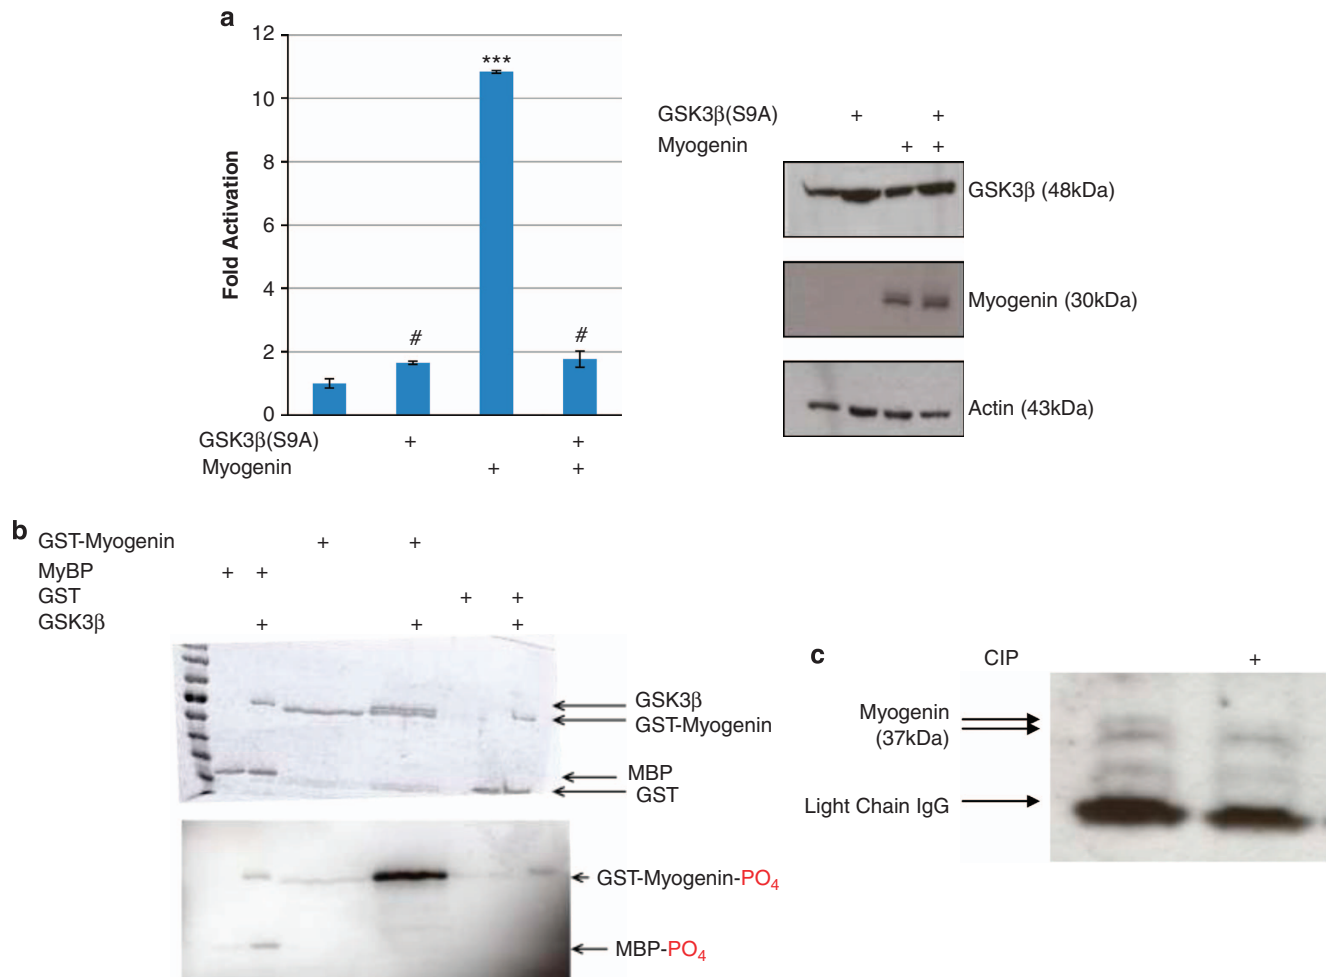 a
12
10
8
6
4
2
0
Fold Activation
***
#
#
GSK3β(S9A) + +
Myogenin + +
GSK3β(S9A) + +
Myogenin + +
GSK3β (48kDa)
Myogenin (30kDa)
Actin (43kDa)
b
GST-Myogenin + +
MyBP + +
GST + +
GSK3β + + +
GSK3β
GST-Myogenin
MBP
GST
GST-Myogenin-PO4
MBP-PO4
c
CIP +
Myogenin
(37kDa)
Light Chain IgG